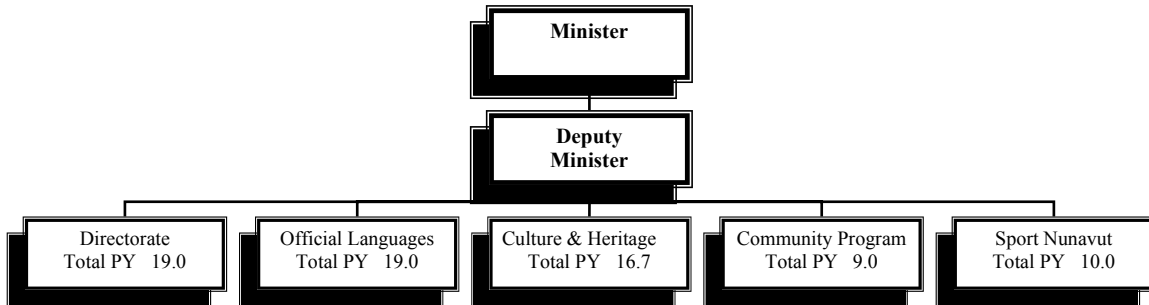 Minister
Deputy
Minister
Directorate
Total PY 19.0
Official Languages
Total PY 19.0
Culture & Heritage
Total PY 16.7
Community Program
Total PY 9.0
Sport Nunavut
Total PY 10.0